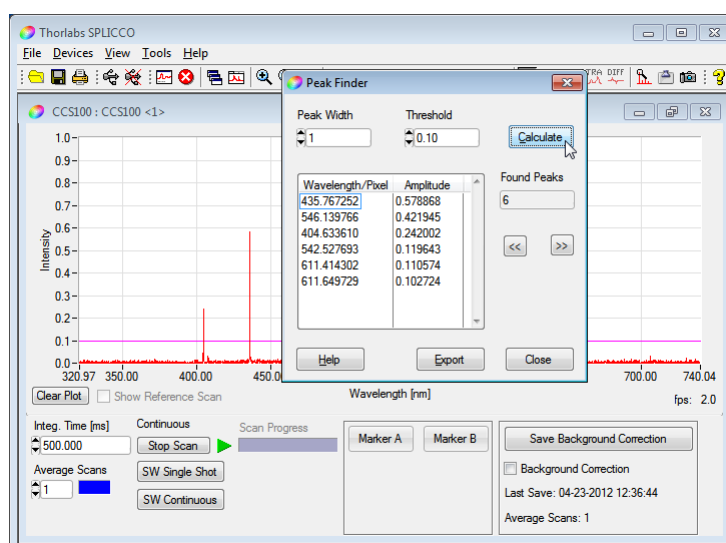 Thorlabs SPLICCO
File Devices View Tools Help
TRA DIFF
CCS100 : CCS100 <1>
Peak Finder
Peak Width Threshold
1 0.10 Calculate
Wavelength/Pixel Amplitude Found Peaks
435.767252 0.578868 6
546.139766 0.421945
404.633610 0.242002
542.527693 0.119643 << >>
611.414302 0.110574
611.649729 0.102724
Help Export Close
Intensity
1.0
0.9
0.8
0.7
0.6
0.5
0.4
0.3
0.2
0.1
0.0
320.97 350.00 400.00 700.00 740.04
Clear Plot Show Reference Scan Wavelength [nm] fps: 2.0
Integ. Time [ms] Continuous Scan Progress
500.000 Stop Scan Marker A Marker B Save Background Correction
Average Scans SW Single Shot Background Correction
1 SW Continuous Last Save: 04-23-2012 12:36:44
Average Scans: 1